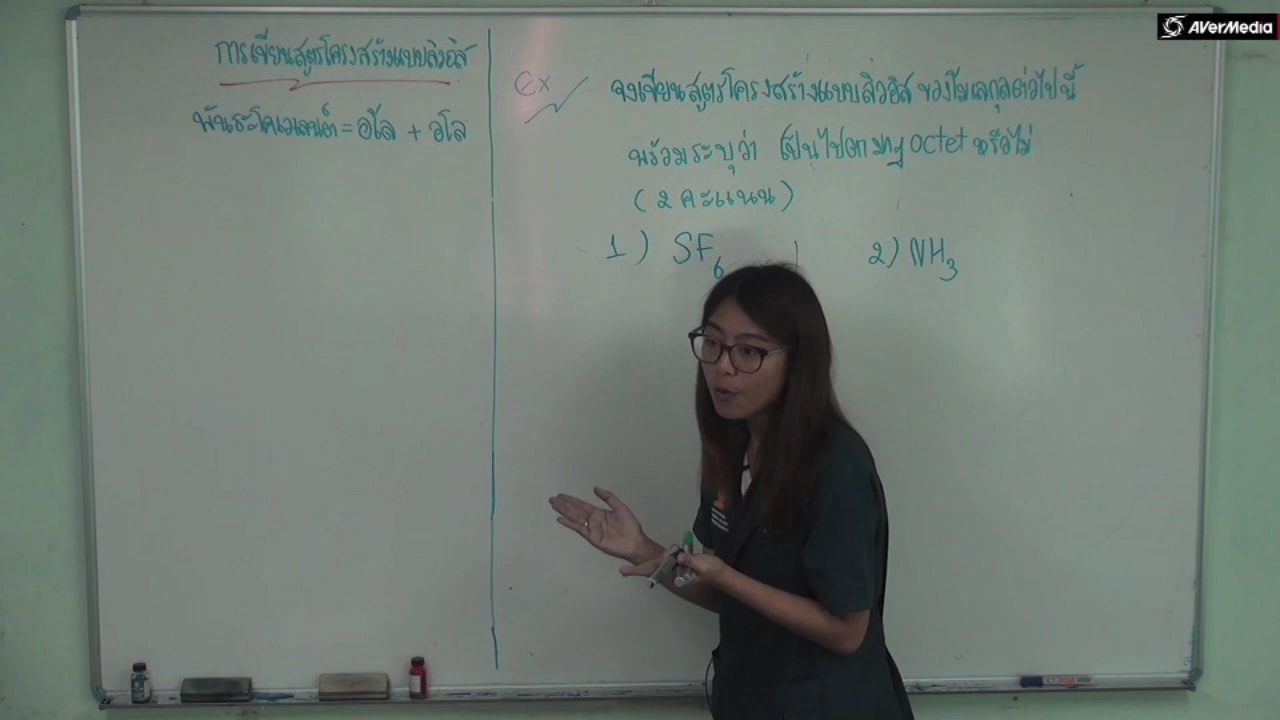 การเขียนสูตรโครงสร้างแบบลิวอิส
พันธะโคเวเลนต์ = อโล + อโล
ex
จงเขียนสูตรโครงสร้างแบบลิวอิส ของโมเลกุลต่อไปนี้
พร้อมระบุว่า เป็นไปตามกฎ octet หรือไม่
(2 คะแนน)
1) SF6
2) NH3
AVerMedia